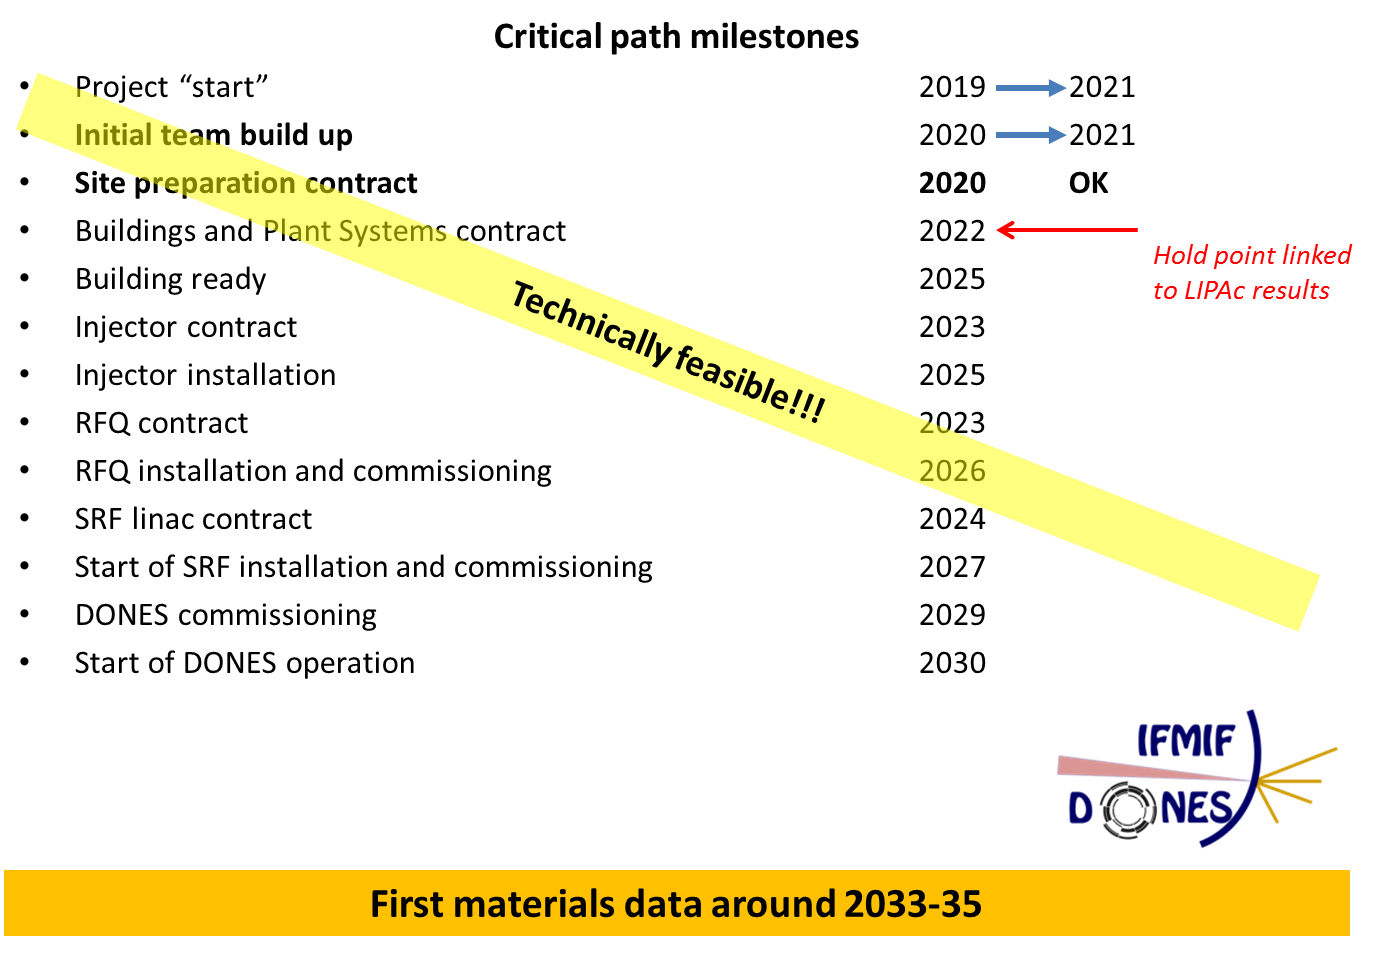 Critical path milestones
• Project “start” 2019 2021
• Initial team build up 2020 2021
• Site preparation contract 2020 OK
• Buildings and Plant Systems contract 2022
Hold point linked
to LIPAc results
• Building ready 2025
• Injector contract 2023
• Injector installation 2025
• RFQ contract 2023
• RFQ installation and commissioning 2026
• SRF linac contract 2024
• Start of SRF installation and commissioning 2027
• DONES commissioning 2029
• Start of DONES operation 2030
Technically feasible!!!
IFMIF
DONES
First materials data around 2033-35